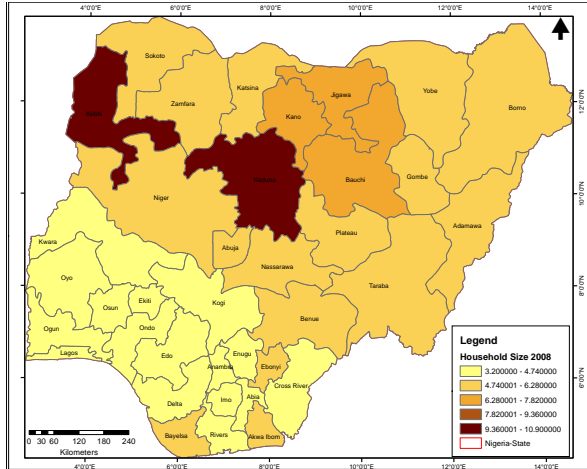 4°0'0"E 6°0'0"E 8°0'0"E 10°0'0"E 12°0'0"E 14°0'0"E
Sokoto
Borno
Yobe
Katsina
Jigawa
Zamfara
12°0'0"N
Kebbi
Kano
Kaduna
Bauchi
Gombe
Niger
10°0'0"N
Adamawa
Plateau
Kwara
Abuja
Nassarawa
Oyo
Taraba
8°0'0"N
Kogi
Ekiti
Osun
Benue
Ogun
Ondo
Lagos
Edo
Enugu
Anambra
Ebonyi
Cross River
6°0'0"N
Delta
Imo
Abia
Bayelsa
Rivers
Akwa Ibom
Legend
Household Size 2008
3.200000 - 4.740000
4.740001 - 6.280000
6.280001 - 7.820000
7.820001 - 9.360000
9.360001 - 10.900000
Nigeria-State
0 30 60 120 180 240
Kilometers
4°0'0"E 6°0'0"E 8°0'0"E 10°0'0"E 12°0'0"E 14°0'0"E